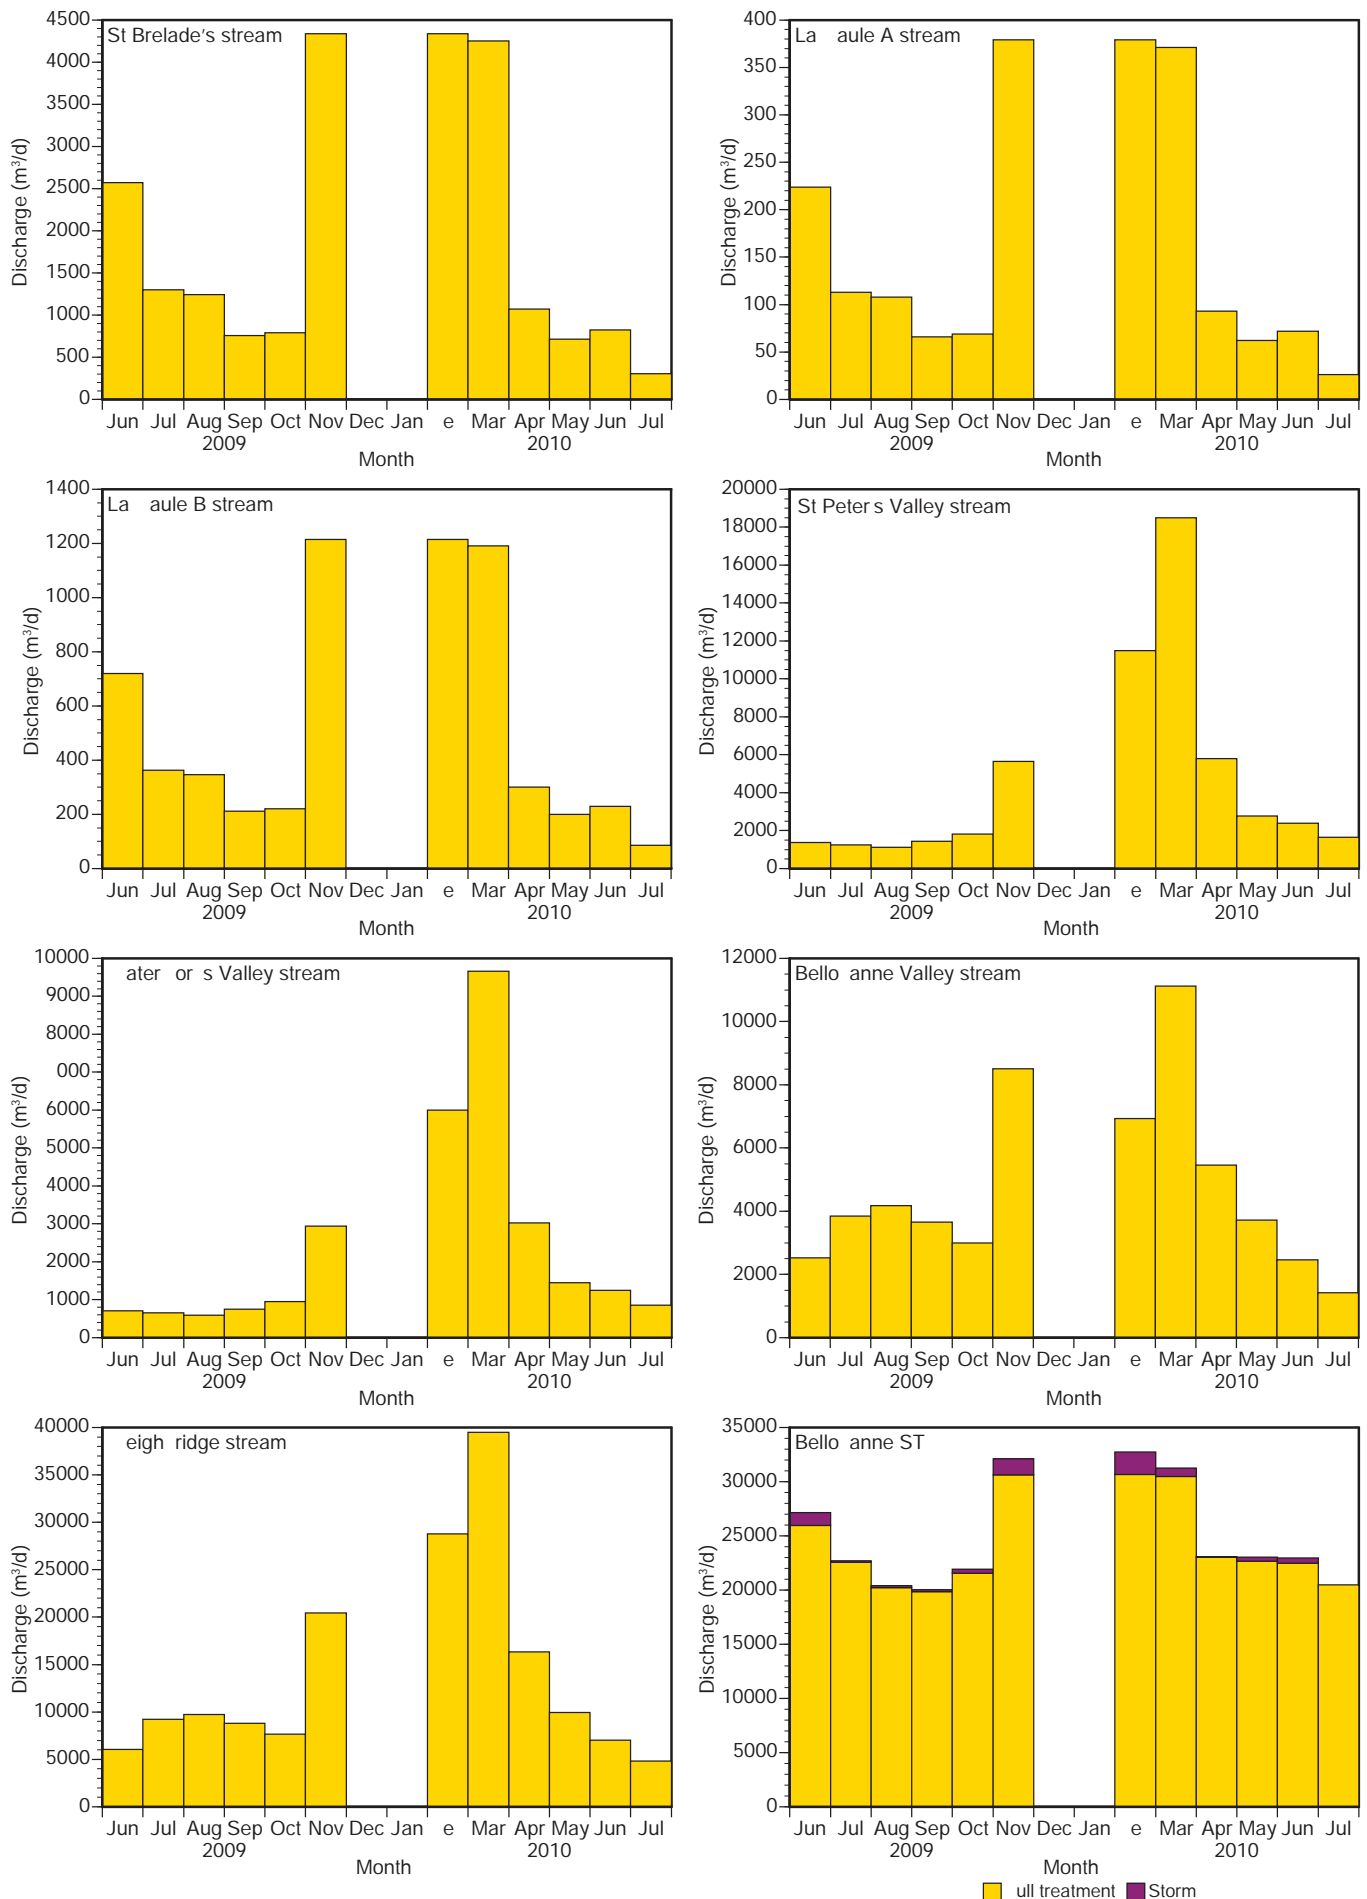 St Brelade's stream
Discharge (m³/d)
4500
4000
3500
3000
2500
2000
1500
1000
500
0
Jun Jul Aug Sep Oct Nov Dec Jan e Mar Apr May Jun Jul
2009 2010
Month
La aule A stream
Discharge (m³/d)
400
350
300
250
200
150
100
50
0
Jun Jul Aug Sep Oct Nov Dec Jan e Mar Apr May Jun Jul
2009 2010
Month
La aule B stream
Discharge (m³/d)
1400
1200
1000
800
600
400
200
0
Jun Jul Aug Sep Oct Nov Dec Jan e Mar Apr May Jun Jul
2009 2010
Month
St Peter s Valley stream
Discharge (m³/d)
20000
18000
16000
14000
12000
10000
8000
6000
4000
2000
0
Jun Jul Aug Sep Oct Nov Dec Jan e Mar Apr May Jun Jul
2009 2010
Month
ater or s Valley stream
Discharge (m³/d)
10000
9000
8000
000
6000
5000
4000
3000
2000
1000
0
Jun Jul Aug Sep Oct Nov Dec Jan e Mar Apr May Jun Jul
2009 2010
Month
Bello anne Valley stream
Discharge (m³/d)
12000
10000
8000
6000
4000
2000
0
Jun Jul Aug Sep Oct Nov Dec Jan e Mar Apr May Jun Jul
2009 2010
Month
eigh ridge stream
Discharge (m³/d)
40000
35000
30000
25000
20000
15000
10000
5000
0
Jun Jul Aug Sep Oct Nov Dec Jan e Mar Apr May Jun Jul
2009 2010
Month
Bello anne ST
Discharge (m³/d)
35000
30000
25000
20000
15000
10000
5000
0
Jun Jul Aug Sep Oct Nov Dec Jan e Mar Apr May Jun Jul
2009 2010
Month
ull treatment Storm